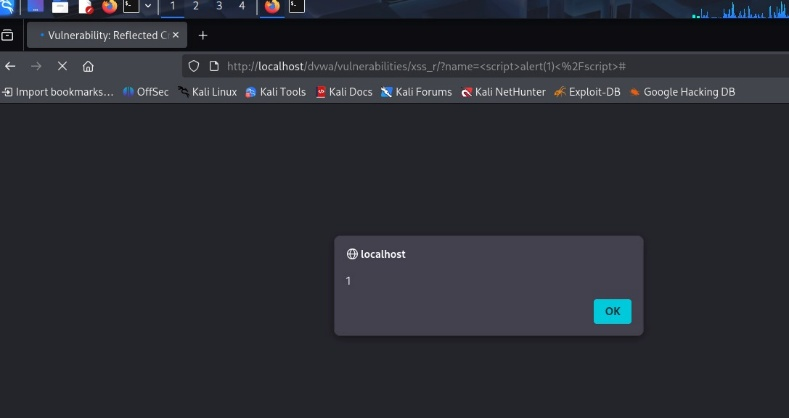 1 2 3 4
Vulnerability: Reflected C
http://localhost/dvwa/vulnerabilities/xss_r/?name=<script>alert(1)<%2Fscript>#
Import bookmarks... OffSec Kali Linux Kali Tools Kali Docs Kali Forums Kali NetHunter Exploit-DB Google Hacking DB
localhost
1
OK